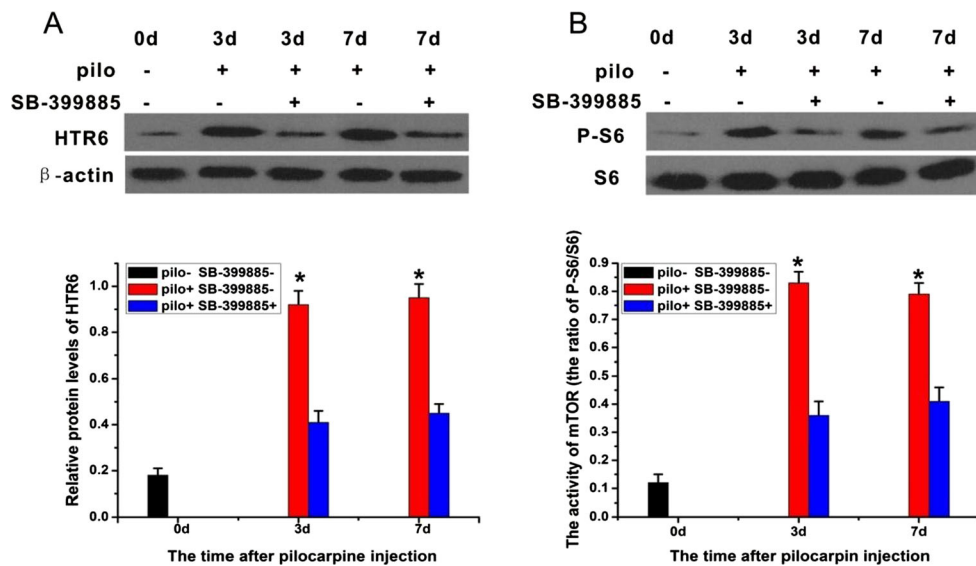 A
0d 3d 3d 7d 7d
pilo - + + + +
SB-399885 - - + - +
HTR6
β-actin
Relative protein levels of HTR6
1.0
0.8
0.6
0.4
0.2
0.0
pilo- SB-399885-
pilo+ SB-399885-
pilo+ SB-399885+
* *
0d 3d 7d
The time after pilocarpine injection
B
0d 3d 3d 7d 7d
pilo - + + + +
SB-399885 - - + - +
P-S6
S6
The activity of mTOR (the ratio of P-S6/S6)
0.9
0.8
0.7
0.6
0.5
0.4
0.3
0.2
0.1
0.0
pilo- SB-399885-
pilo+ SB-399885-
pilo+ SB-399885+
* *
0d 3d 7d
The time after pilocarpin injection